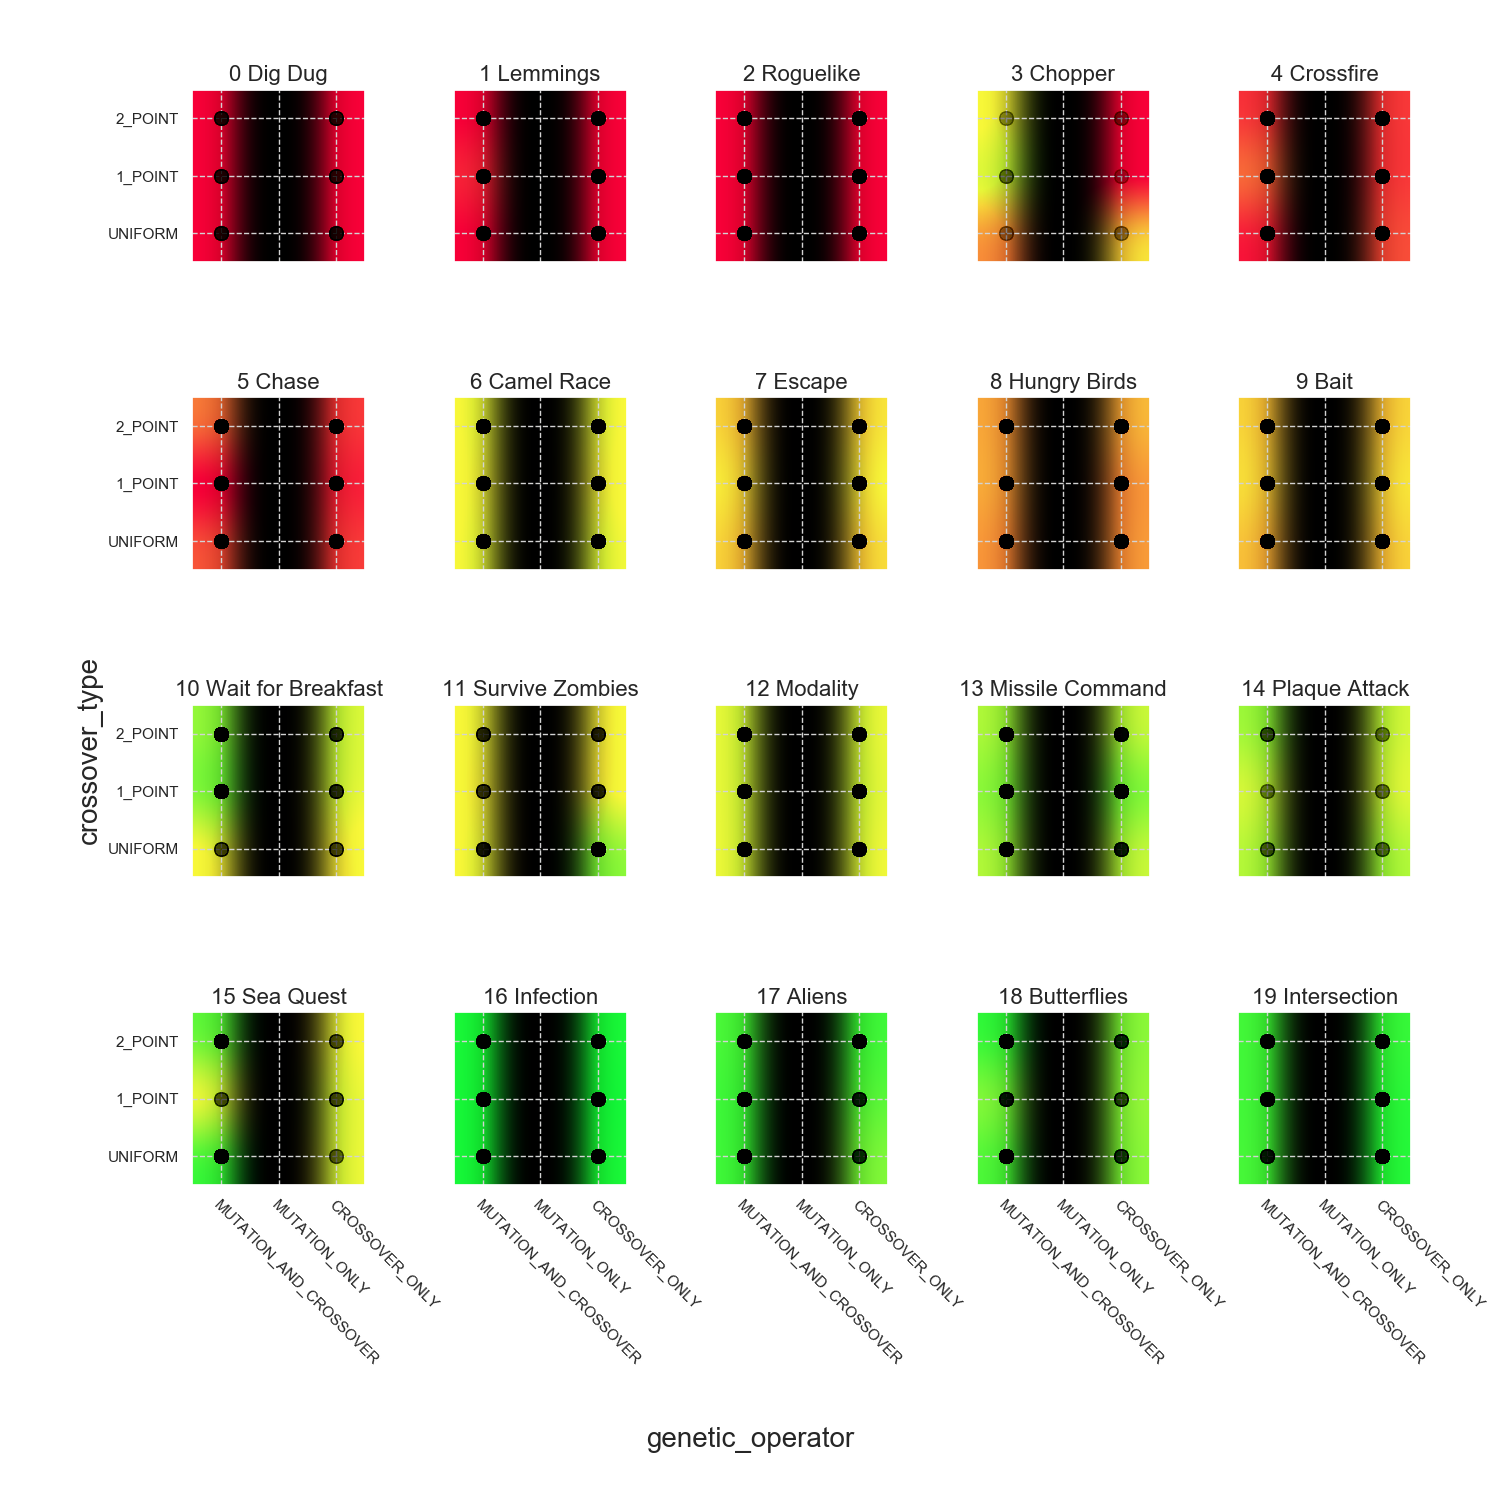 0 Dig Dug
1 Lemmings
2 Roguelike
3 Chopper
4 Crossfire
2_POINT
1_POINT
UNIFORM
5 Chase
6 Camel Race
7 Escape
8 Hungry Birds
9 Bait
2_POINT
1_POINT
UNIFORM
crossover_type
10 Wait for Breakfast
11 Survive Zombies
12 Modality
13 Missile Command
14 Plaque Attack
2_POINT
1_POINT
UNIFORM
15 Sea Quest
16 Infection
17 Aliens
18 Butterflies
19 Intersection
2_POINT
1_POINT
UNIFORM
MUTATION_AND_CROSSOVER
MUTATION_ONLY
CROSSOVER_ONLY
MUTATION_AND_CROSSOVER
MUTATION_ONLY
CROSSOVER_ONLY
MUTATION_AND_CROSSOVER
MUTATION_ONLY
CROSSOVER_ONLY
MUTATION_AND_CROSSOVER
MUTATION_ONLY
CROSSOVER_ONLY
MUTATION_AND_CROSSOVER
MUTATION_ONLY
CROSSOVER_ONLY
genetic_operator